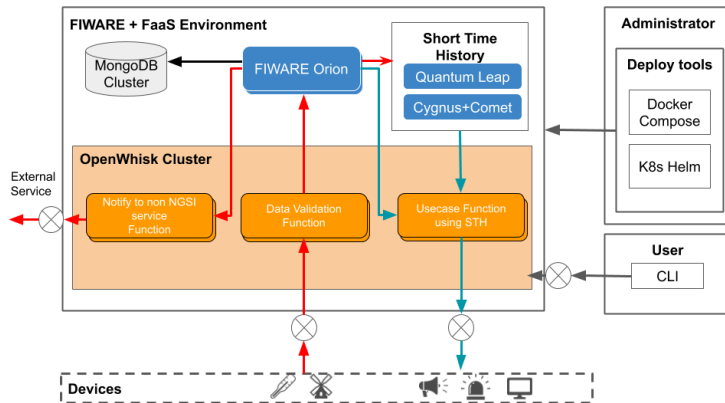 FIWARE + FaaS Environment
MongoDB
Cluster
FIWARE Orion
Short Time
History
Quantum Leap
Cygnus+Comet
Administrator
Deploy tools
Docker
Compose
K8s Helm
External
Service
OpenWhisk Cluster
Notify to non NGSI
service
Function
Data Validation
Function
Usecase Function
using STH
User
CLI
Devices